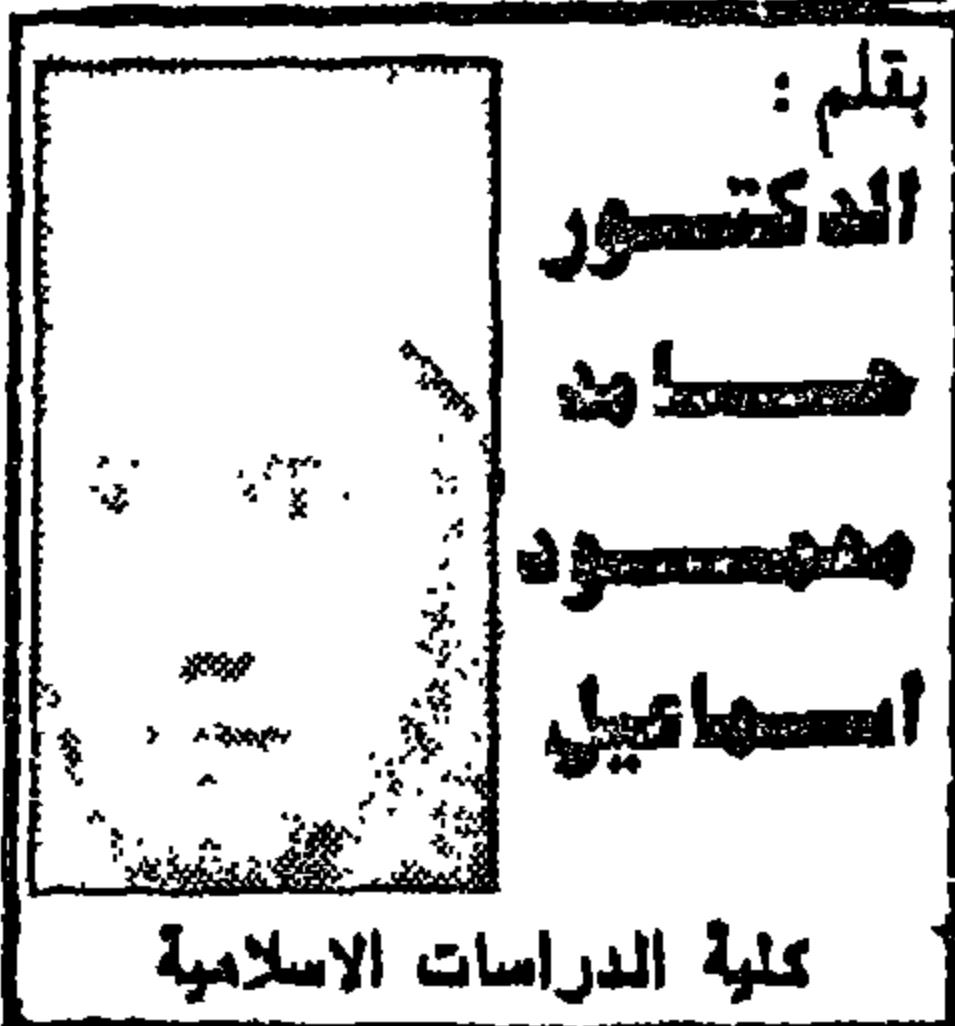 بقلم :
الدكتور
حامد
محمود
اسماعيل
كلية الدراسات الاسلامية